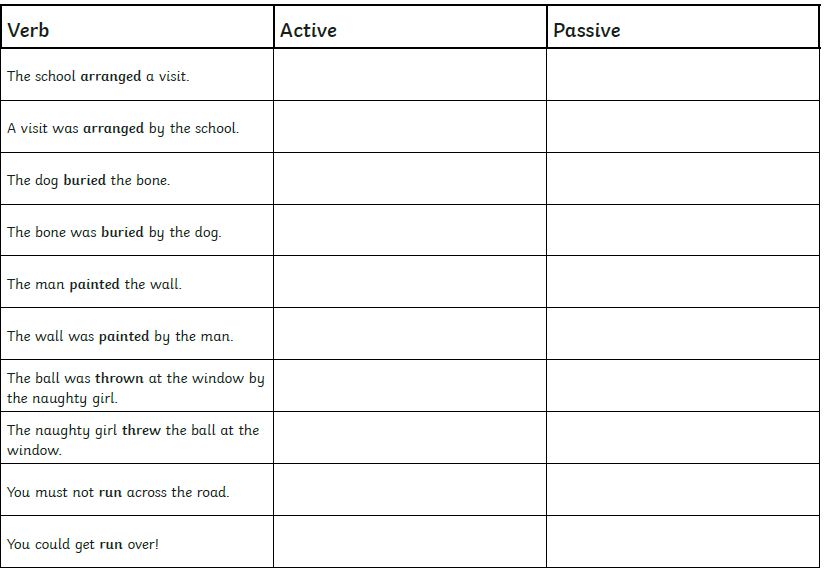 Verb Active Passive
The school arranged a visit.
A visit was arranged by the school.
The dog buried the bone.
The bone was buried by the dog.
The man painted the wall.
The wall was painted by the man.
The ball was thrown at the window by
the naughty girl.
The naughty girl threw the ball at the
window.
You must not run across the road.
You could get run over!